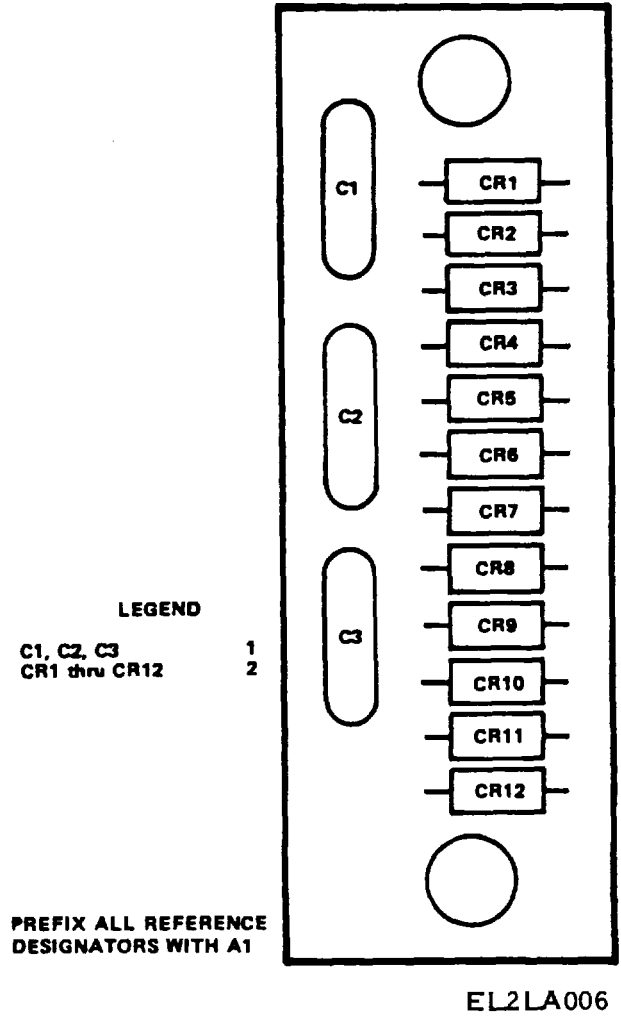 C1
C2
C3
CR1
CR2
CR3
CR4
CR5
CR6
CR7
CR8
CR9
CR10
CR11
CR12
LEGEND
C1, C2, C3 1
CR1 thru CR12 2
PREFIX ALL REFERENCE
DESIGNATORS WITH A1
EL2LA006